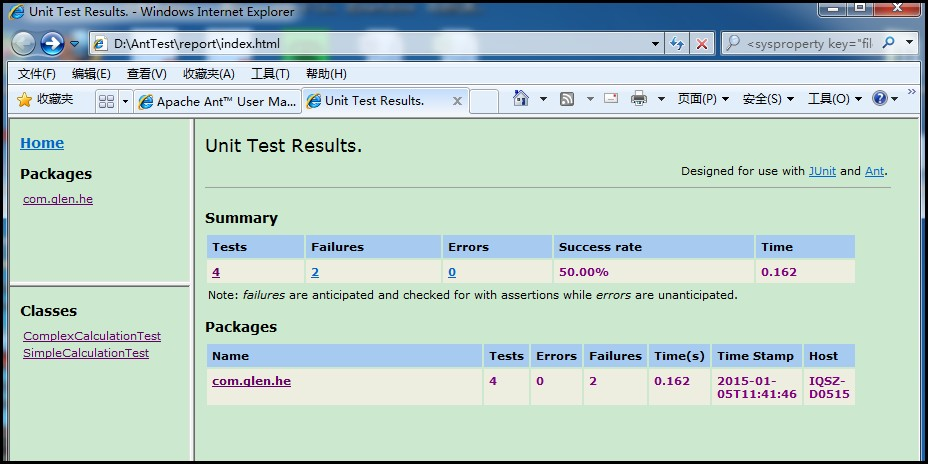 Unit Test Results. - Windows Internet Explorer
D:\AntTest\report\index.html
<sysproperty key="fil
文件(F) 编辑(E) 查看(V) 收藏夹(A) 工具(T) 帮助(H)
收藏夹 Apache Ant™ User Ma... Unit Test Results. X 页面(P) 安全(S) 工具(O) »
Home
Packages
com.glen.he
Classes
ComplexCalculationTest
SimpleCalculationTest
Unit Test Results.
Designed for use with JUnit and Ant.
Summary
Tests Failures Errors Success rate Time
4 2 0 50.00% 0.162
Note: failures are anticipated and checked for with assertions while errors are unanticipated.
Packages
Name Tests Errors Failures Time(s) Time Stamp Host
com.glen.he 4 0 2 0.162 2015-01- IQSZ-
05T11:41:46 D0515